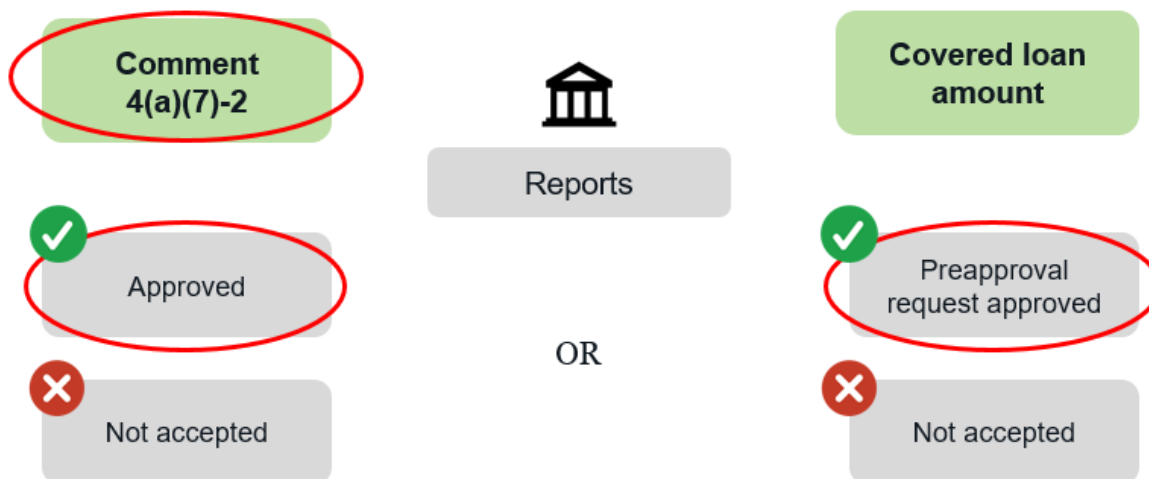 Comment
4(a)(7)-2
Covered loan
amount
Reports
Approved
Preapproval
request approved
OR
Not accepted
Not accepted